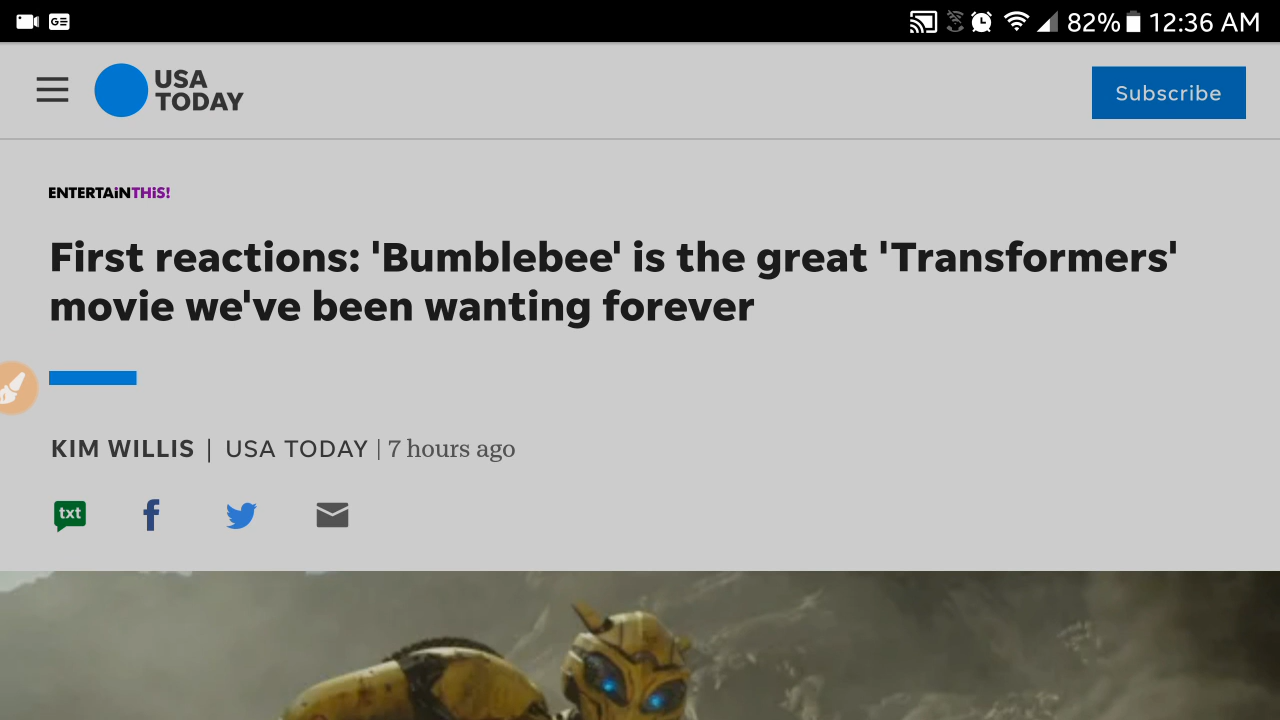 GE 82% 12:36 AM
USA
TODAY
Subscribe
ENTERTAiNTHiS!
First reactions: 'Bumblebee' is the great 'Transformers'
movie we've been wanting forever
KIM WILLIS | USA TODAY | 7 hours ago
txt f